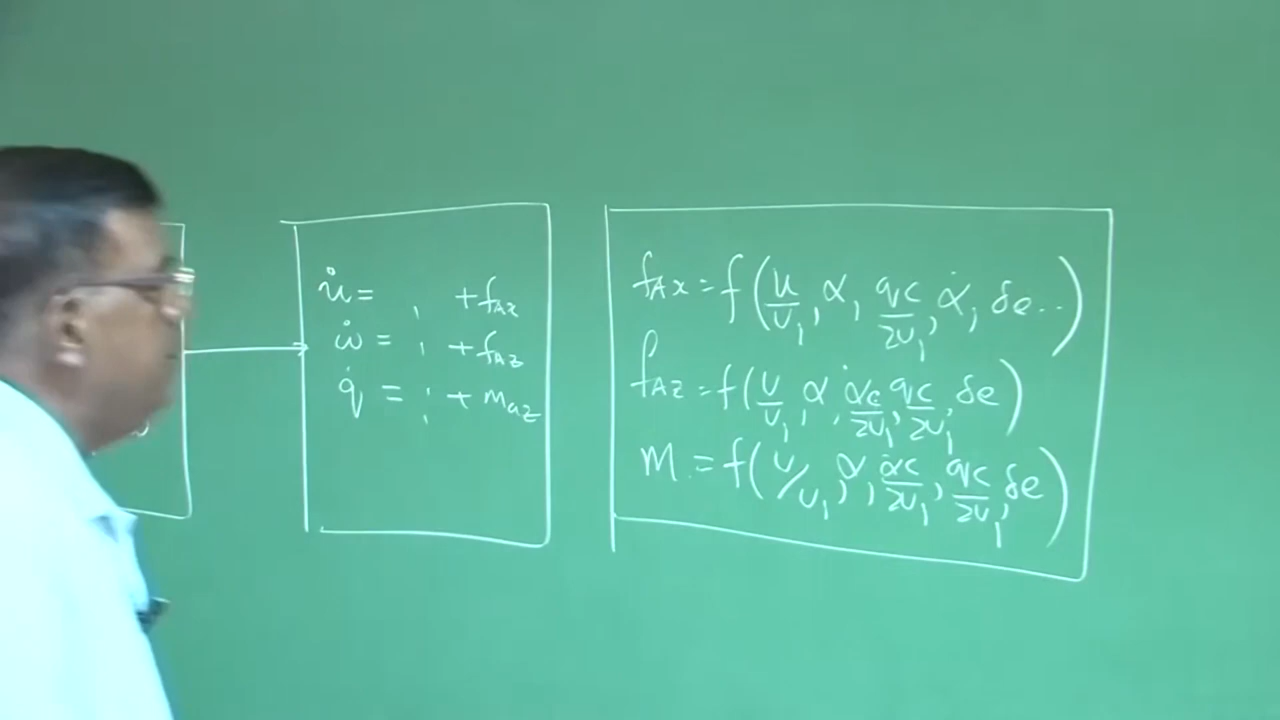 u̇ = , + fAx
ẇ = ; + fAz
q̇ = ; + maz
fAx = f(u/U₁, α, qc/2U₁, α̇, δe...)
fAz = f(u/U₁, α, α̇c/2U₁, qc/2U₁, δe)
m = f(u/U₁, α, α̇c/2U₁, qc/2U₁, δe)